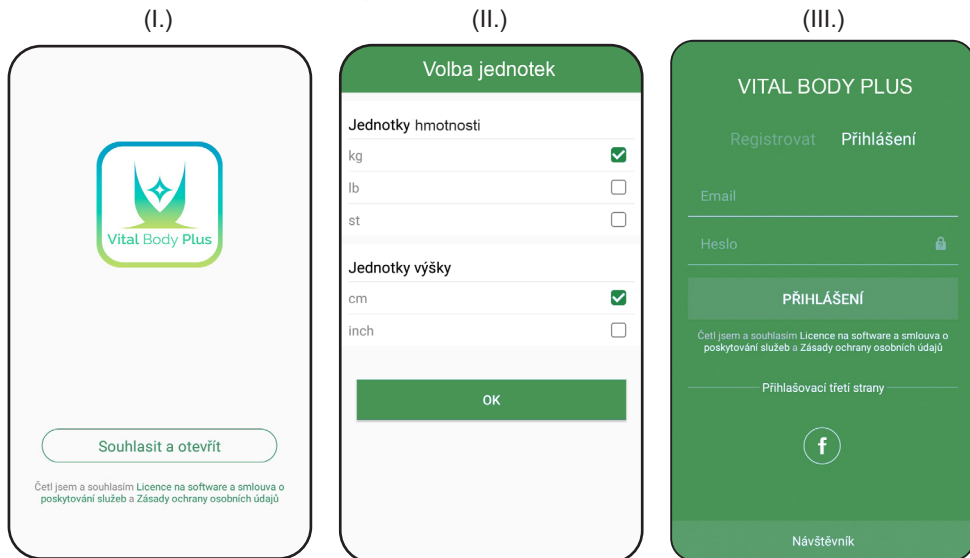 (I.)
Vital Body Plus
Souhlasit a otevřít
Četl jsem a souhlasím Licence na software a smlouva o
poskytování služeb a Zásady ochrany osobních údajů
(II.)
Volba jednotek
Jednotky hmotnosti
kg
lb
st
Jednotky výšky
cm
inch
OK
(III.)
VITAL BODY PLUS
Registrovat Přihlášení
Email
Heslo
PŘIHLÁŠENÍ
Četl jsem a souhlasím Licence na software a smlouva o
poskytování služeb a Zásady ochrany osobních údajů
Přihlašovací třetí strany
f
Návštěvník